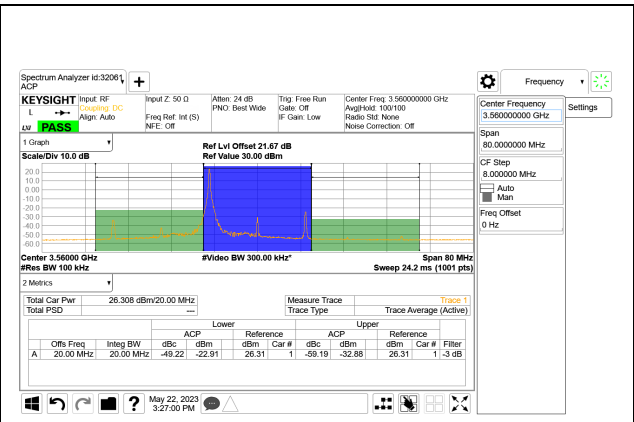 Spectrum Analyzer id:32061
ACP
Frequency
KEYSIGHT
Input: RF
Coupling: DC
Align: Auto
Input Z: 50 Ω
Freq Ref: Int (S)
NFE: Off
Atten: 24 dB
PNO: Best Wide
Trig: Free Run
Gate: Off
IF Gain: Low
Center Freq: 3.560000000 GHz
Avg|Hold: 100/100
Radio Std: None
Noise Correction: Off
L
LXI
PASS
Center Frequency
3.560000000 GHz
Settings
Span
80.0000000 MHz
CF Step
8.000000 MHz
Auto
Man
Freq Offset
0 Hz
1 Graph
Scale/Div 10.0 dB
Ref Lvl Offset 21.67 dB
Ref Value 30.00 dBm
20.0
10.0
0.00
-10.0
-20.0
-30.0
-40.0
-50.0
-60.0
Center 3.56000 GHz
#Video BW 300.00 kHz*
Span 80 MHz
#Res BW 100 kHz
Sweep 24.2 ms (1001 pts)
2 Metrics
Total Car Pwr 26.308 dBm/20.00 MHz
Total PSD ---
Measure Trace Trace 1
Trace Type Trace Average (Active)
Lower Upper
ACP Reference ACP Reference
Offs Freq Integ BW dBc dBm dBm Car # dBc dBm dBm Car # Filter
A 20.00 MHz 20.00 MHz -49.22 -22.91 26.31 1 -59.19 -32.88 26.31 1 -3 dB
May 22, 2023
3:27:00 PM